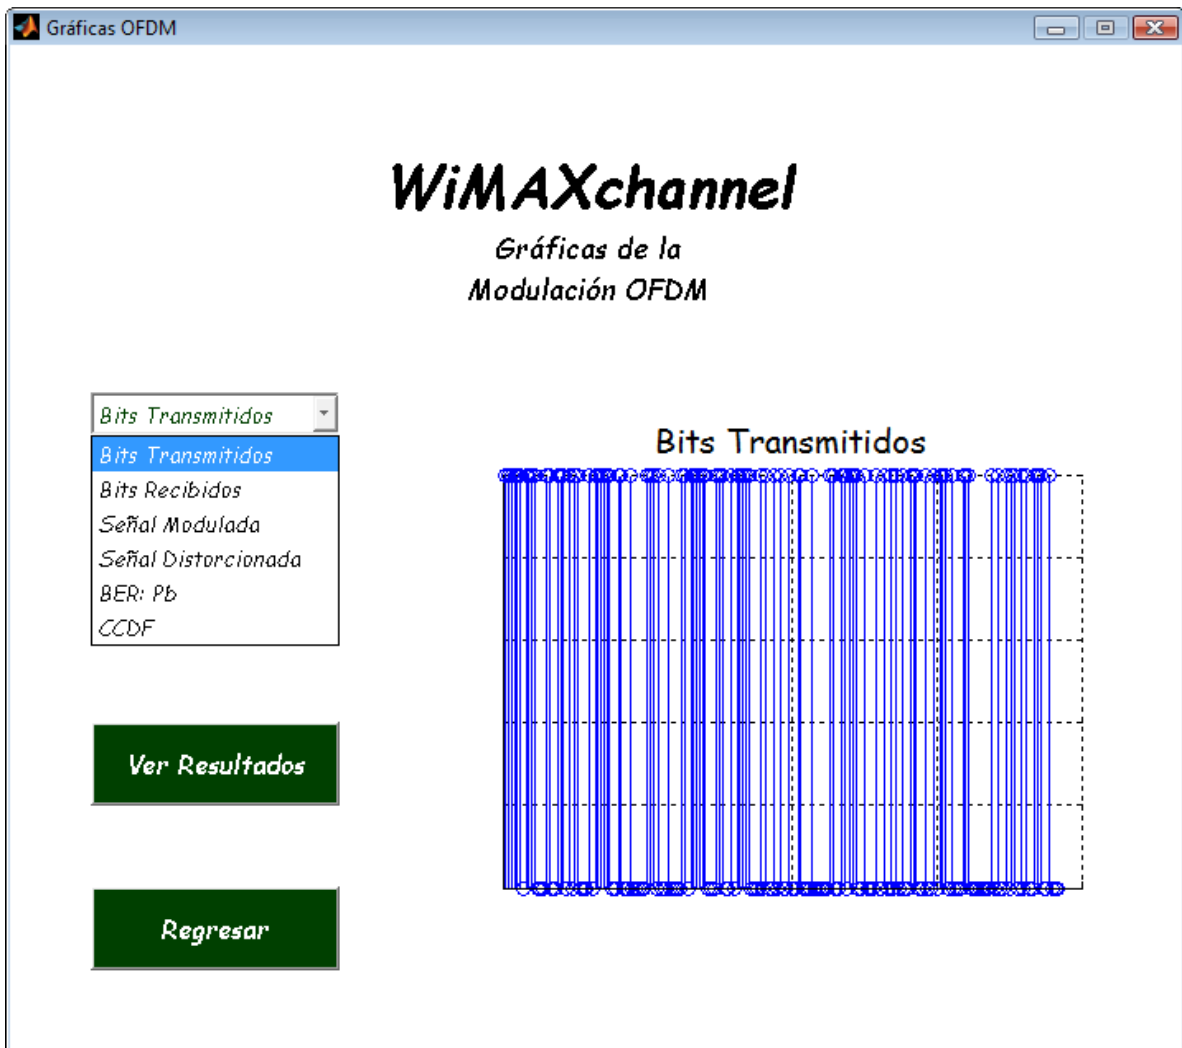 Gráficas OFDM
WiMAXchannel
Gráficas de la
Modulación OFDM
Bits Transmitidos
Bits Transmitidos
Bits Recibidos
Señal Modulada
Señal Distorcionada
BER: Pb
CCDF
Ver Resultados
Regresar
Bits Transmitidos